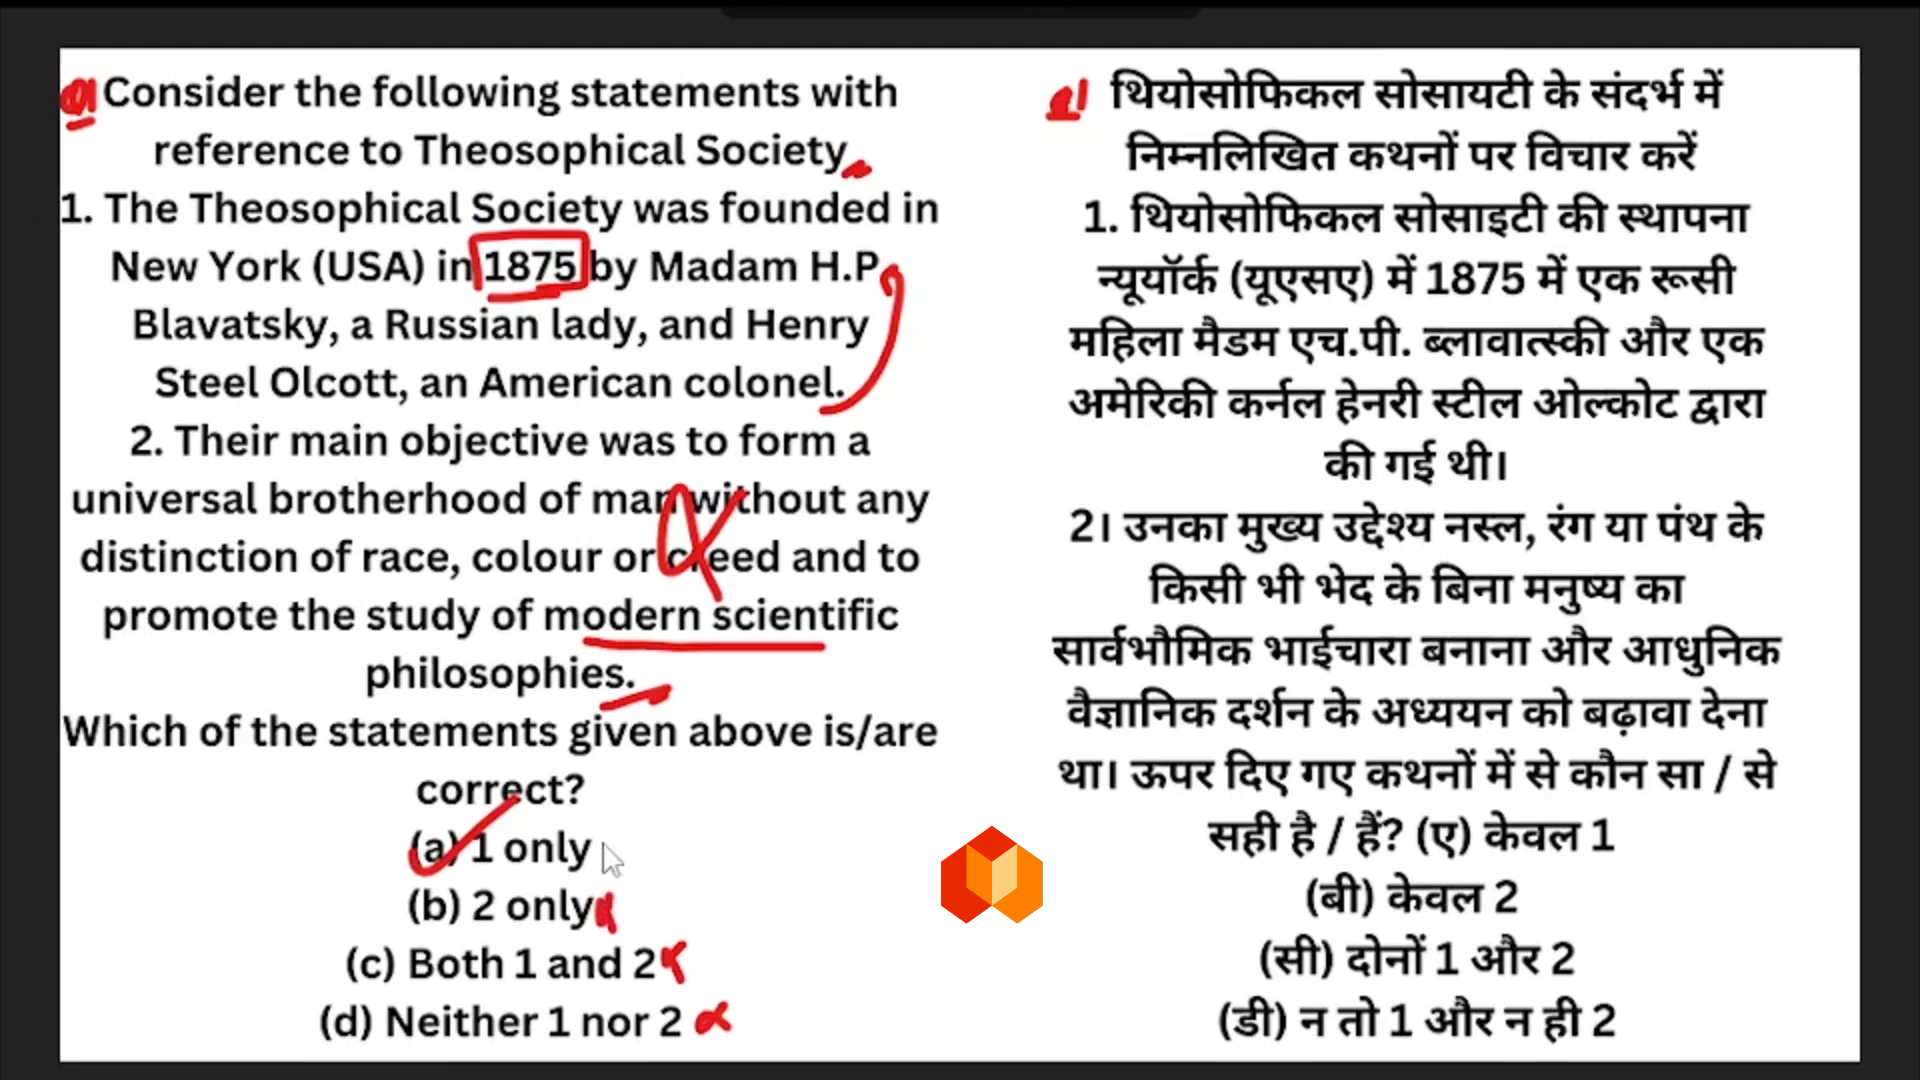 Consider the following statements with
reference to Theosophical Society
1. The Theosophical Society was founded in
New York (USA) in 1875 by Madam H.P
Blavatsky, a Russian lady, and Henry
Steel Olcott, an American colonel.
2. Their main objective was to form a
universal brotherhood of man without any
distinction of race, colour or creed and to
promote the study of modern scientific
philosophies.
Which of the statements given above is/are
correct?
(a) 1 only
(b) 2 only
(c) Both 1 and 2
(d) Neither 1 nor 2
थियोसोफिकल सोसायटी के संदर्भ में
निम्नलिखित कथनों पर विचार करें
1. थियोसोफिकल सोसाइटी की स्थापना
न्यूयॉर्क (यूएसए) में 1875 में एक रूसी
महिला मैडम एच.पी. ब्लावात्स्की और एक
अमेरिकी कर्नल हेनरी स्टील ओल्कोट द्वारा
की गई थी।
2। उनका मुख्य उद्देश्य नस्ल, रंग या पंथ के
किसी भी भेद के बिना मनुष्य का
सार्वभौमिक भाईचारा बनाना और आधुनिक
वैज्ञानिक दर्शन के अध्ययन को बढ़ावा देना
था। ऊपर दिए गए कथनों में से कौन सा / से
सही है / हैं? (ए) केवल 1
(बी) केवल 2
(सी) दोनों 1 और 2
(डी) न तो 1 और न ही 2